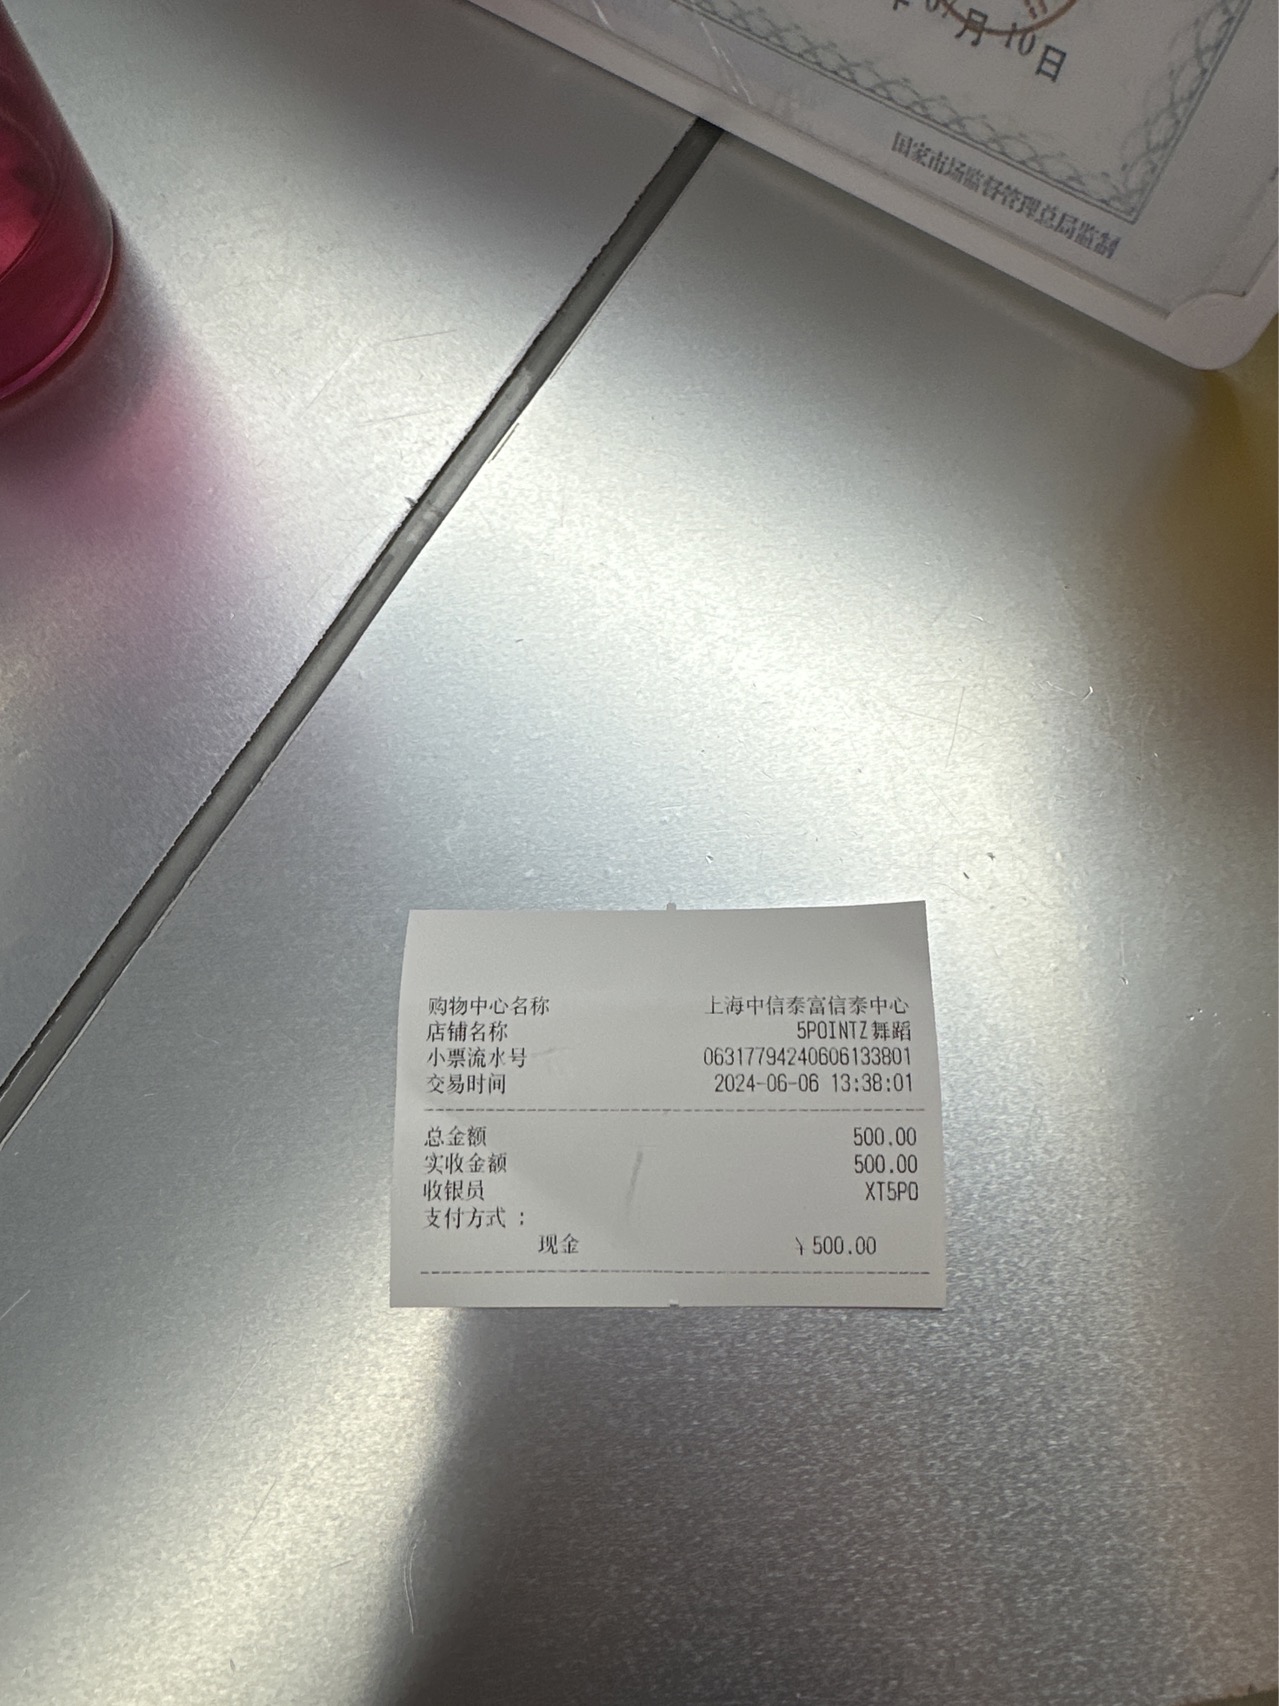 月10日
国家市场监督管理总局监制
购物中心名称 上海中信泰富信泰中心
店铺名称 5POINTZ舞蹈
小票流水号 06317794240606133801
交易时间 2024-06-06 13:38:01
总金额 500.00
实收金额 500.00
收银员 XT5PO
支付方式：
现金 ¥500.00